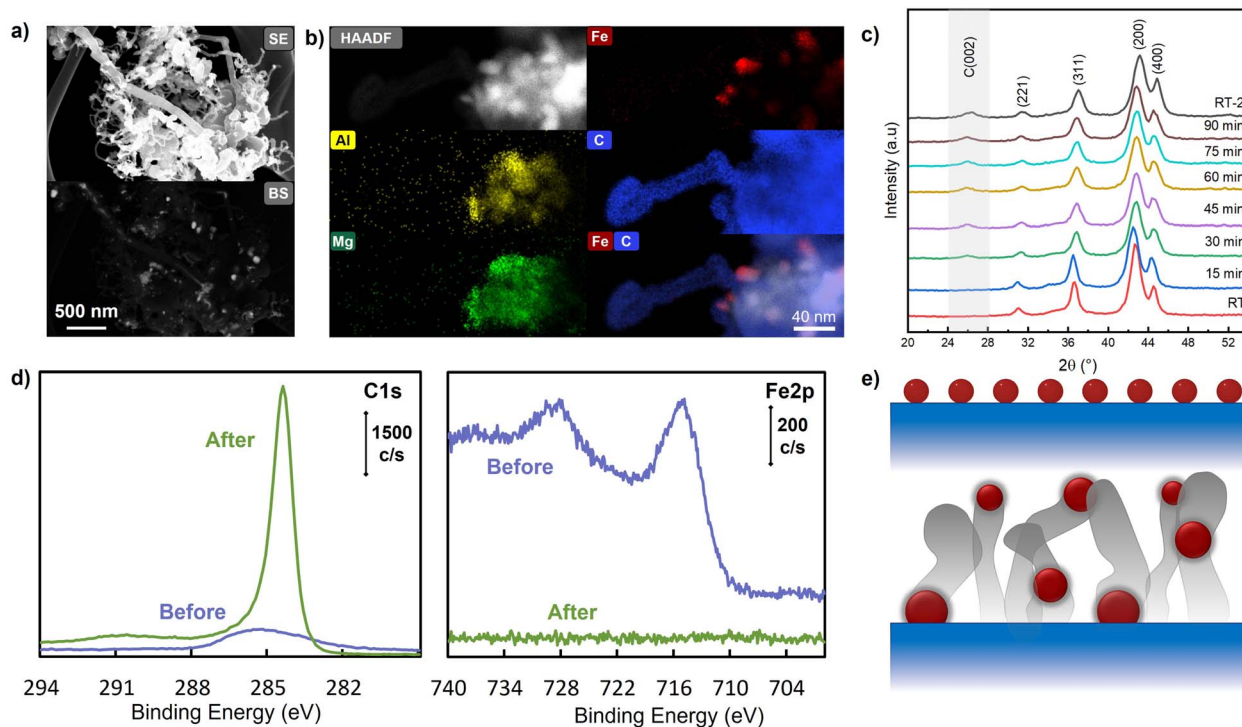 a)
SE
BS
500 nm
b)
HAADF
Fe
Al
C
Mg
Fe C
40 nm
c)
C(002)
(221)
(311)
(200)
(400)
RT-2
90 min
75 min
60 min
45 min
30 min
15 min
RT
Intensity (a.u)
20 24 28 32 36 40 44 48 52
2θ (°)
d)
C1s
1500
c/s
After
Before
294 291 288 284 282
Binding Energy (eV)
Fe2p
200
c/s
Before
After
740 734 728 722 716 710 704
Binding Energy (eV)
e)